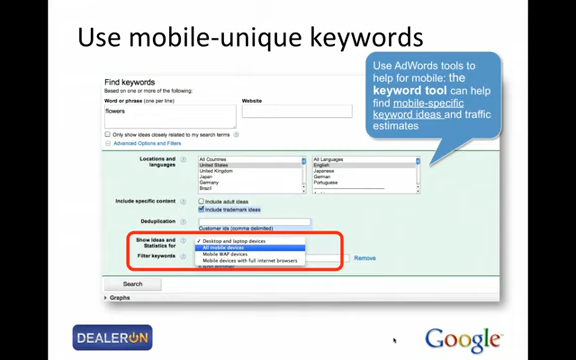 Use mobile-unique keywords
Use AdWords tools to
help for mobile: the
keyword tool can help
find mobile-specific
keyword ideas and traffic
estimates
Find keywords
Based on one or more of the following:
Word or phrase (one per line)
Website
flowers
Only show ideas closely related to my search terms
Advanced Options and Filters
Locations and
languages
All Countries
United States
United Kingdom
Japan
Germany
Brazil
All Languages
English
Japanese
German
Portuguese
Include specific content
Include adult ideas
Include trademark ideas
Deduplication
Customer ids (comma delimited)
Show Ideas and
Statistics for
Desktop and laptop devices
All mobile devices
Mobile WAP devices
Mobile devices with full internet browsers
Filter keywords
Remove
Search
Graphs
DEALERON
Google